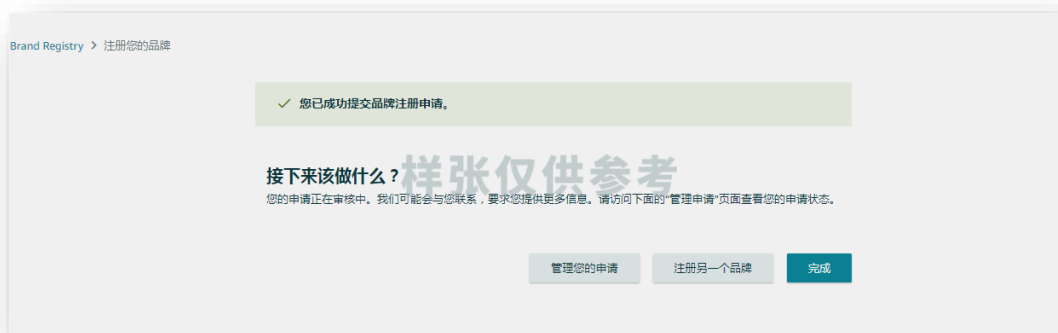 Brand Registry > 注册您的品牌
您已成功提交品牌注册申请。
接下来该做什么？
样张仅供参考
您的申请正在审核中。我们可能会与您联系，要求您提供更多信息。请访问下面的“管理申请”页面查看您的申请状态。
管理您的申请 注册另一个品牌 完成